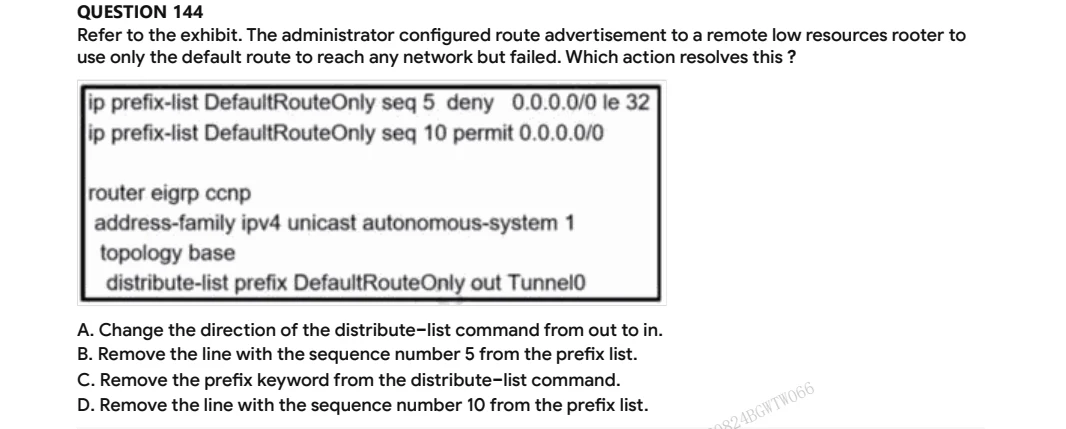 QUESTION 144
Refer to the exhibit. The administrator configured route advertisement to a remote low resources rooter to
use only the default route to reach any network but failed. Which action resolves this ?
ip prefix-list DefaultRouteOnly seq 5 deny 0.0.0.0/0 le 32
ip prefix-list DefaultRouteOnly seq 10 permit 0.0.0.0/0
router eigrp ccnp
address-family ipv4 unicast autonomous-system 1
topology base
distribute-list prefix DefaultRouteOnly out Tunnel0
A. Change the direction of the distribute-list command from out to in.
B. Remove the line with the sequence number 5 from the prefix list.
C. Remove the prefix keyword from the distribute-list command.
D. Remove the line with the sequence number 10 from the prefix list.